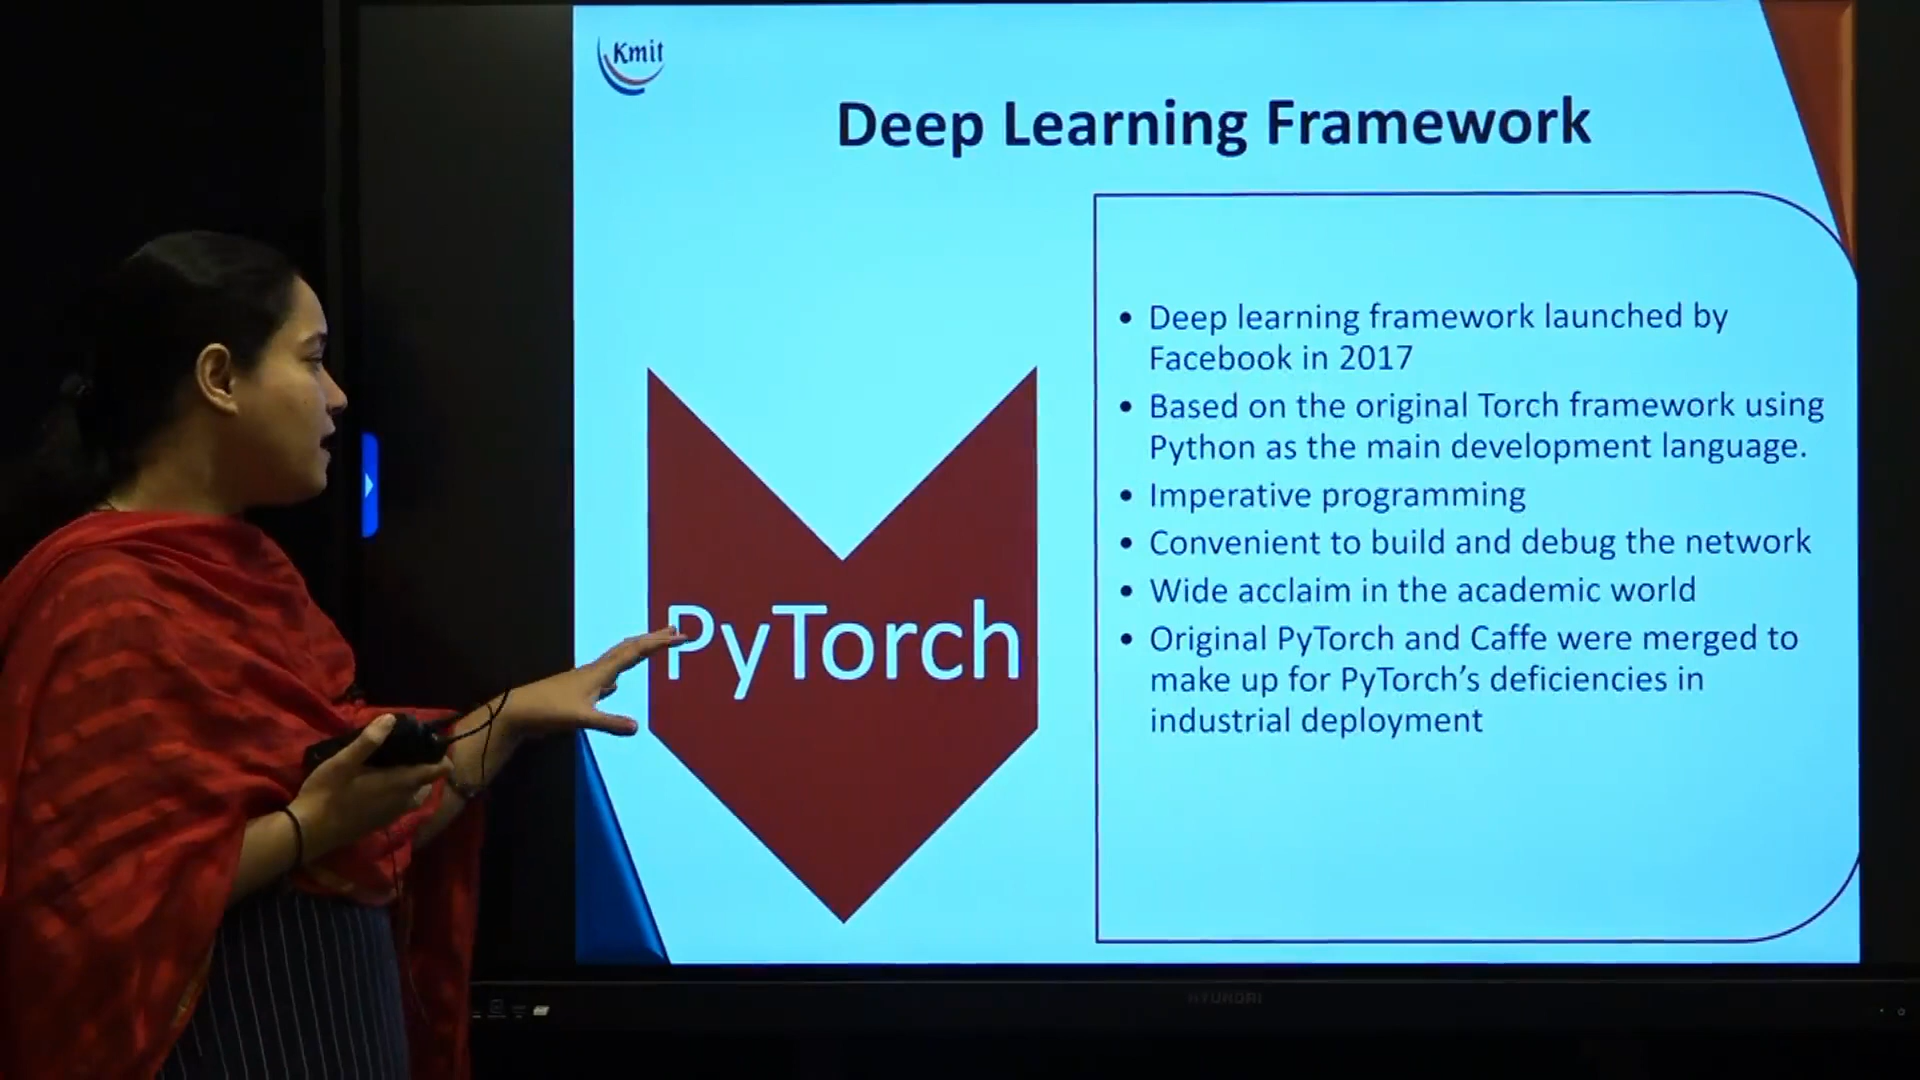 Kmit
Deep Learning Framework
PyTorch
• Deep learning framework launched by
Facebook in 2017
• Based on the original Torch framework using
Python as the main development language.
• Imperative programming
• Convenient to build and debug the network
• Wide acclaim in the academic world
• Original PyTorch and Caffe were merged to
make up for PyTorch’s deficiencies in
industrial deployment
HYUNDAI